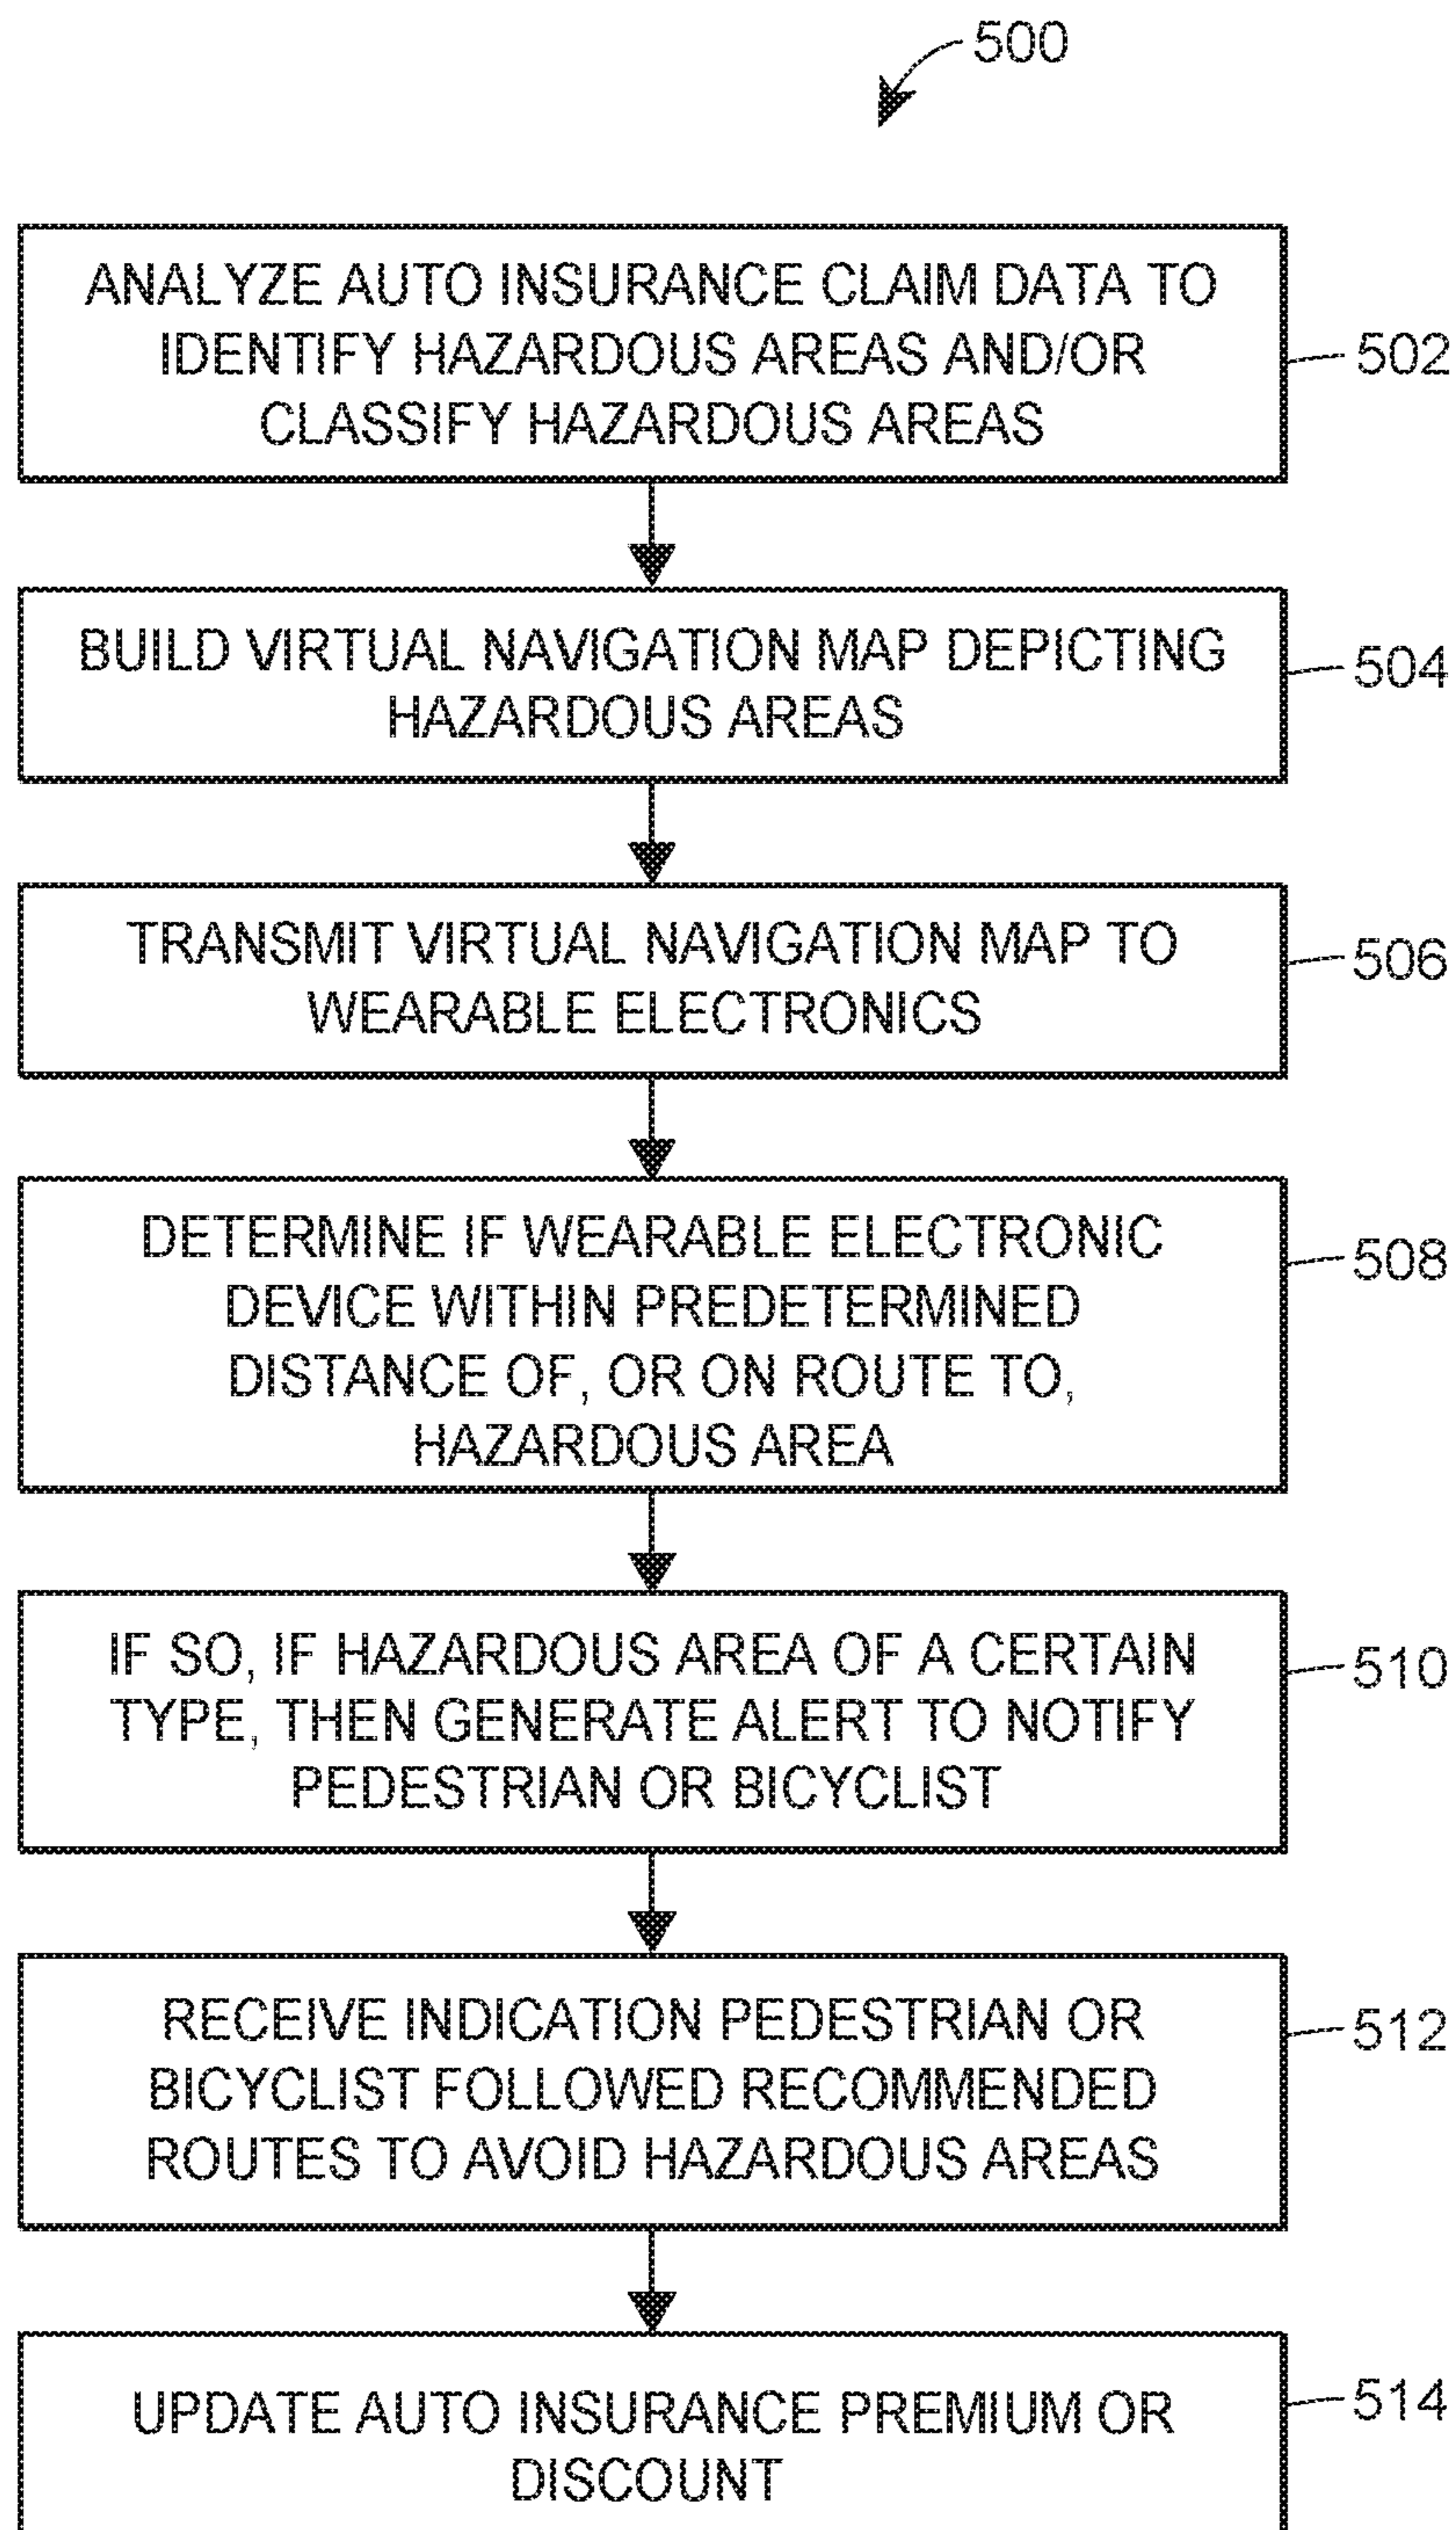 500
ANALYZE AUTO INSURANCE CLAIM DATA TO
IDENTIFY HAZARDOUS AREAS AND/OR
CLASSIFY HAZARDOUS AREAS
502
BUILD VIRTUAL NAVIGATION MAP DEPICTING
HAZARDOUS AREAS
504
TRANSMIT VIRTUAL NAVIGATION MAP TO
WEARABLE ELECTRONICS
506
DETERMINE IF WEARABLE ELECTRONIC
DEVICE WITHIN PREDETERMINED
DISTANCE OF, OR ON ROUTE TO,
HAZARDOUS AREA
508
IF SO, IF HAZARDOUS AREA OF A CERTAIN
TYPE, THEN GENERATE ALERT TO NOTIFY
PEDESTRIAN OR BICYCLIST
510
RECEIVE INDICATION PEDESTRIAN OR
BICYCLIST FOLLOWED RECOMMENDED
ROUTES TO AVOID HAZARDOUS AREAS
512
UPDATE AUTO INSURANCE PREMIUM OR
DISCOUNT
514